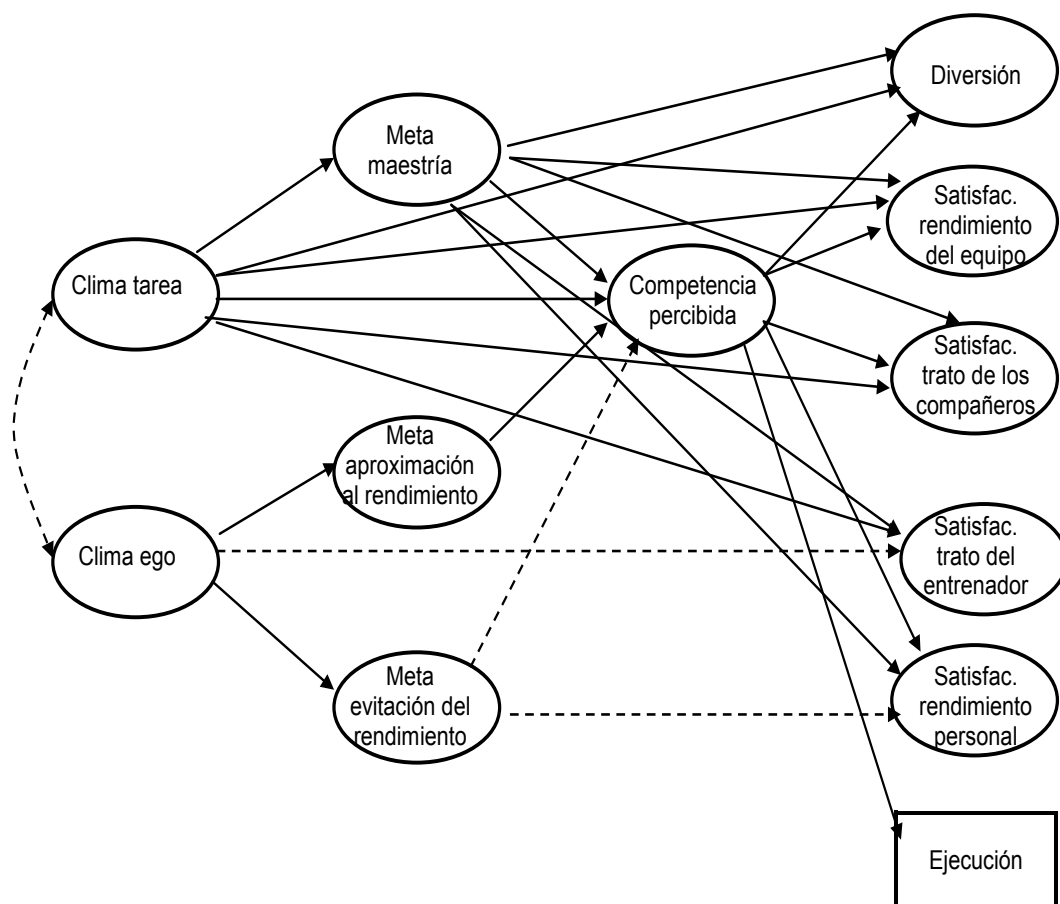 Diversión
Meta
maestría
Satisfac.
rendimiento
del equipo
Clima tarea
Competencia
percibida
Satisfac.
trato de los
compañeros
Meta
aproximación
al rendimiento
Satisfac.
trato del
entrenador
Clima ego
Meta
evitación del
rendimiento
Satisfac.
rendimiento
personal
Ejecución